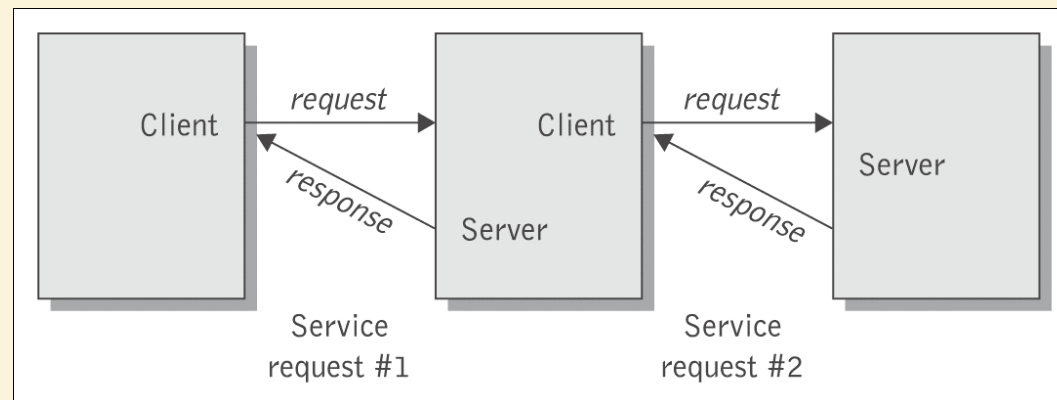 Client
request
response
Server
Client
request
response
Server
Service
request #1
Service
request #2